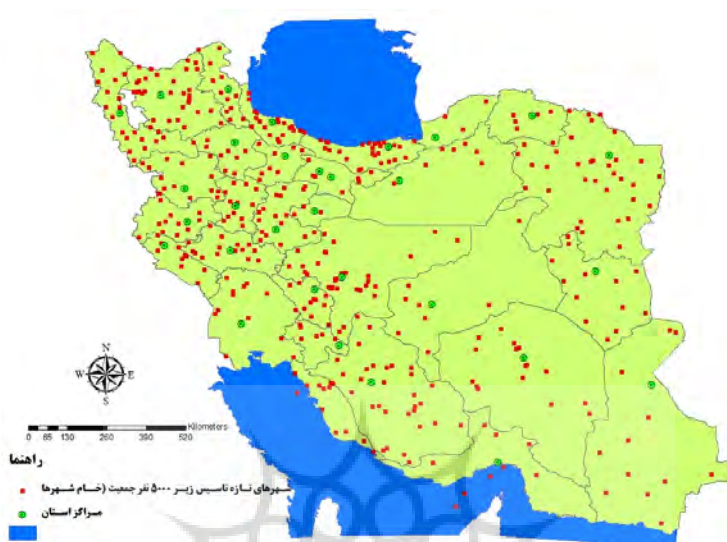 N
W E
S
0 65 130 260 390 520 Kilometers
راهنما
شهرهای تازه تاسیس زیر ۵۰۰۰ نفر جمعیت (خام شهرها
مراکز استان